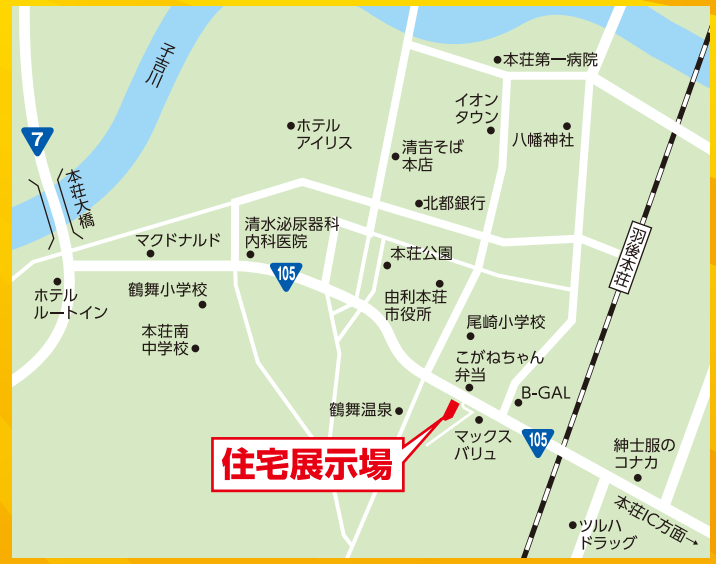 子吉川
本荘第一病院
7
イオン
タウン
ホテル
アイリス
八幡神社
清吉そば
本店
本荘大橋
北都銀行
清水泌尿器科
内科医院
マクドナルド
羽後本荘
本荘公園
105
ホテル
ルートイン
鶴舞小学校
由利本荘
市役所
本荘南
中学校
尾崎小学校
こがねちゃん
弁当
B-GAL
鶴舞温泉
マックス
バリュ
105
住宅展示場
紳士服の
コナカ
本荘IC方面→
ツルハ
ドラッグ